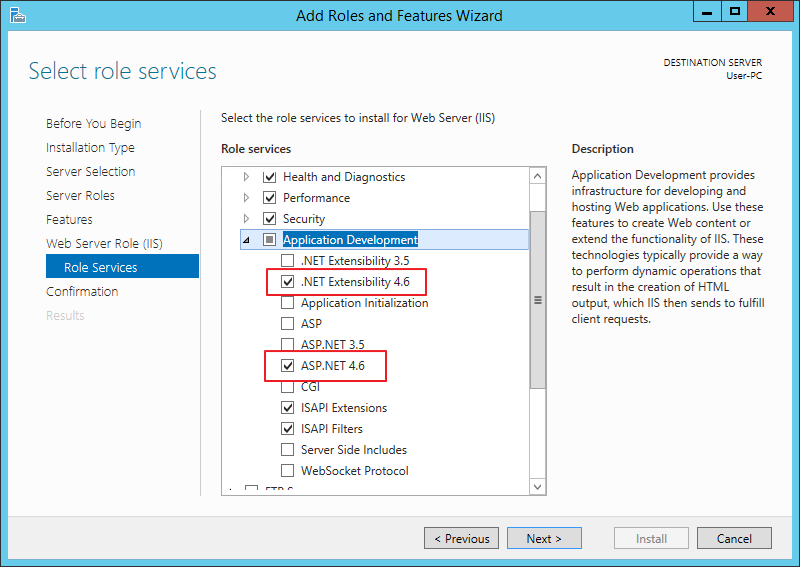 Add Roles and Features Wizard
Select role services
DESTINATION SERVER
User-PC
Before You Begin
Installation Type
Server Selection
Server Roles
Features
Web Server Role (IIS)
Role Services
Confirmation
Results
Select the role services to install for Web Server (IIS)
Role services
Health and Diagnostics
Performance
Security
Application Development
.NET Extensibility 3.5
.NET Extensibility 4.6
Application Initialization
ASP
ASP.NET 3.5
ASP.NET 4.6
CGI
ISAPI Extensions
ISAPI Filters
Server Side Includes
WebSocket Protocol
Description
Application Development provides
infrastructure for developing and
hosting Web applications. Use these
features to create Web content or
extend the functionality of IIS. These
technologies typically provide a way
to perform dynamic operations that
result in the creation of HTML
output, which IIS then sends to fulfill
client requests.
< Previous
Next >
Install
Cancel